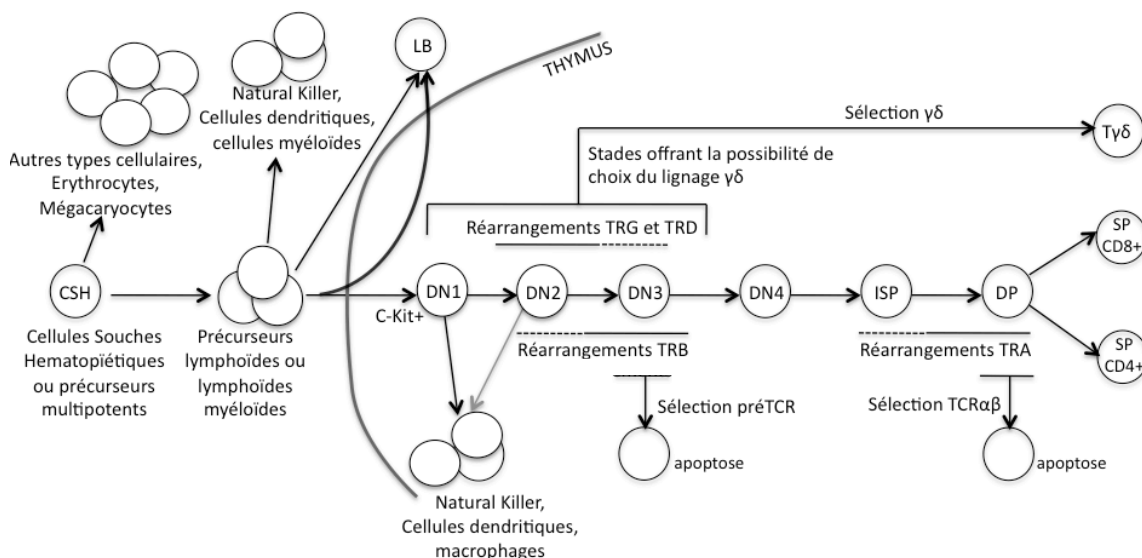 LB
THYMUS
Natural Killer,
Cellules dendritiques,
cellules myéloïdes
Autres types cellulaires,
Erythrocytes,
Mégacaryocytes
Sélection γδ
Tγδ
Stades offrant la possibilité de
choix du lignage γδ
Réarrangements TRG et TRD
CSH
C-Kit+
DN1
DN2
DN3
DN4
ISP
DP
SP
CD8+
SP
CD4+
Cellules Souches
Hematopïétiques
ou précurseurs
multipotents
Précurseurs
lymphoïdes ou
lymphoïdes
myéloïdes
Réarrangements TRB
Réarrangements TRA
Sélection préTCR
apoptose
Sélection TCRαβ
apoptose
Natural Killer,
Cellules dendritiques,
macrophages